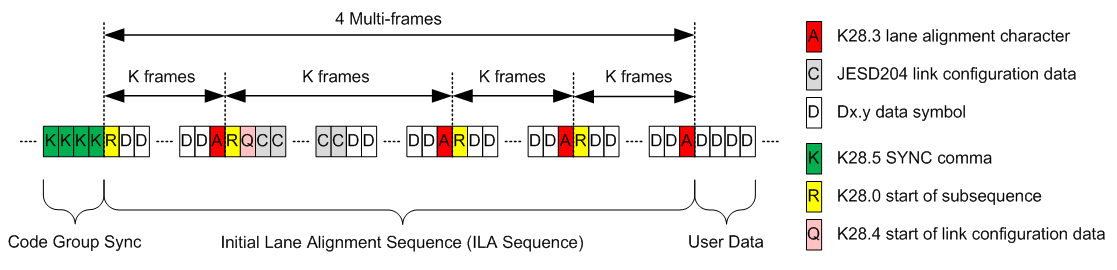 4 Multi-frames
K frames K frames K frames K frames
K K K K R D D D D A R Q C C C C D D D D A R D D D D A R D D D D A D D D D
Code Group Sync Initial Lane Alignment Sequence (ILA Sequence) User Data
A K28.3 lane alignment character
C JESD204 link configuration data
D Dx.y data symbol
K K28.5 SYNC comma
R K28.0 start of subsequence
Q K28.4 start of link configuration data